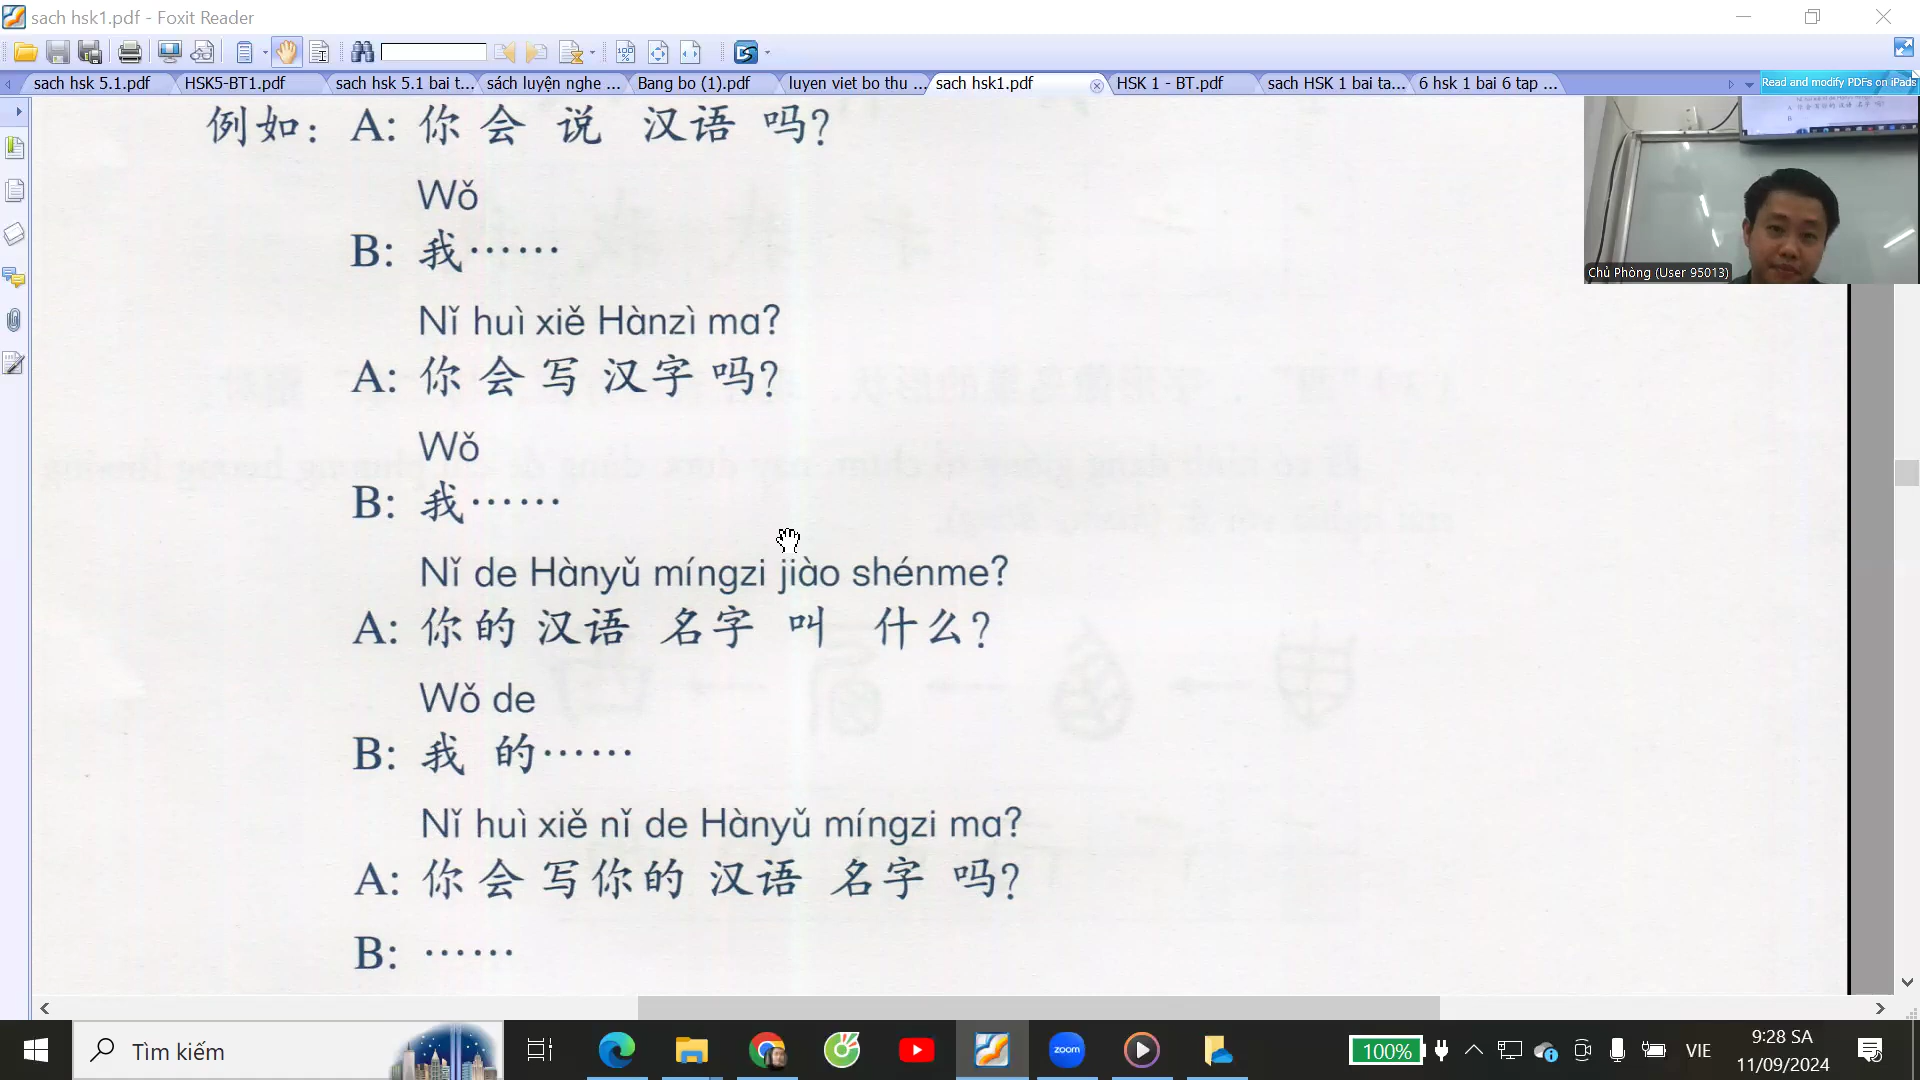 sach hsk1.pdf - Foxit Reader
sach hsk 5.1.pdf
HSK5-BT1.pdf
sach hsk 5.1 bai t...
sách luyện nghe ...
Bang bo (1).pdf
luyen viet bo thu ...
sach hsk1.pdf
HSK 1 - BT.pdf
sach HSK 1 bai ta...
6 hsk 1 bai 6 tap ...
Read and modify PDFs on iPads
例如: A: 你 会 说 汉语 吗?
Wǒ
B: 我……
Nǐ huì xiě Hànzì ma?
A: 你 会 写 汉字 吗?
Wǒ
B: 我……
Nǐ de Hànyǔ míngzi jiào shénme?
A: 你的 汉语 名字 叫 什么?
Wǒ de
B: 我 的……
Nǐ huì xiě nǐ de Hànyǔ míngzi ma?
A: 你 会 写 你的 汉语 名字 吗?
B: ……
Chủ Phòng (User 95013)
Tìm kiếm
zoom
100%
VIE
9:28 SA
11/09/2024